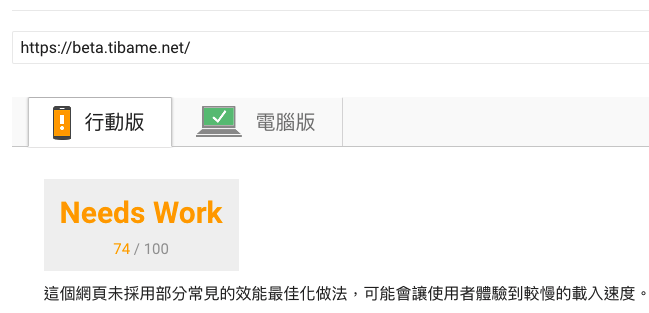 https://beta.tibame.net/
行動版
電腦版
Needs Work
74 / 100
這個網頁未採用部分常見的效能最佳化做法，可能會讓使用者體驗到較慢的載入速度。